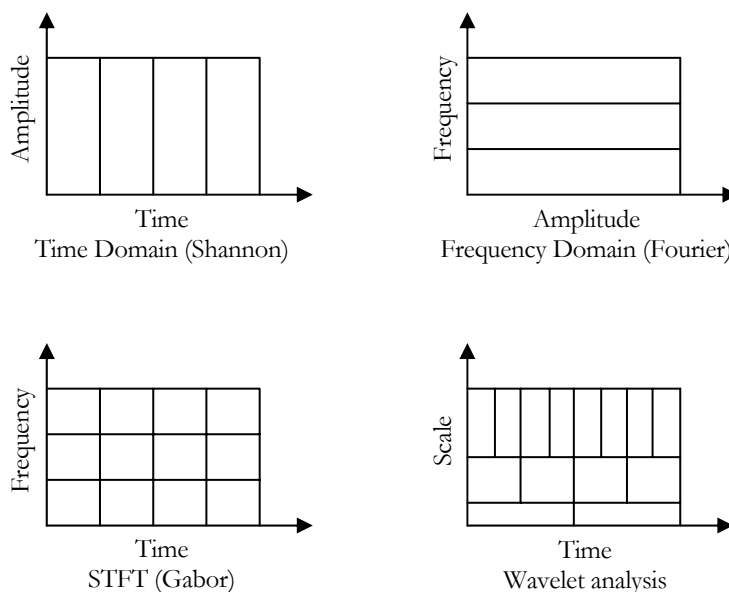 Amplitude
Time
Time Domain (Shannon)
Frequency
Amplitude
Frequency Domain (Fourier)
Frequency
Time
STFT (Gabor)
Scale
Time
Wavelet analysis